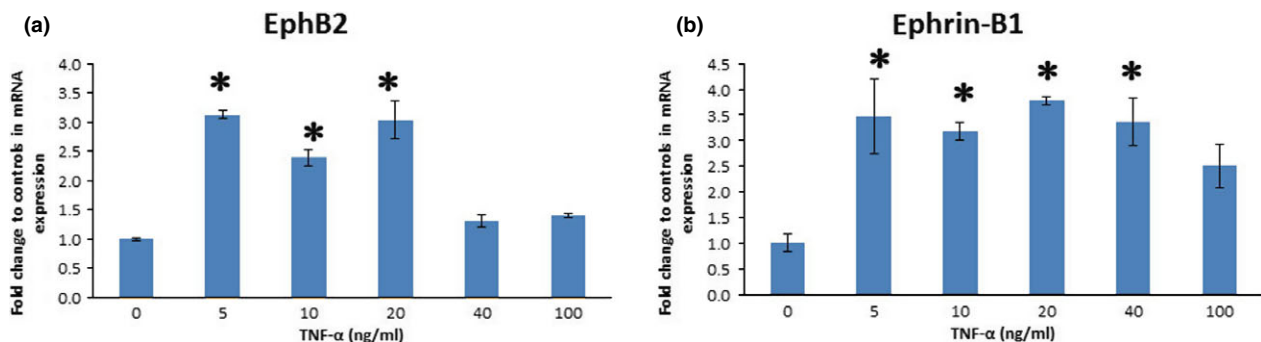 (a)
EphB2
Fold change to controls in mRNA
expression
4.0
3.5
3.0
2.5
2.0
1.5
1.0
0.5
0.0
*
*
*
0 5 10 20 40 100
TNF-α (ng/ml)
(b)
Ephrin-B1
Fold change to controls in mRNA
expression
4.5
4.0
3.5
3.0
2.5
2.0
1.5
1.0
0.5
0.0
*
*
*
*
0 5 10 20 40 100
TNF-α (ng/ml)